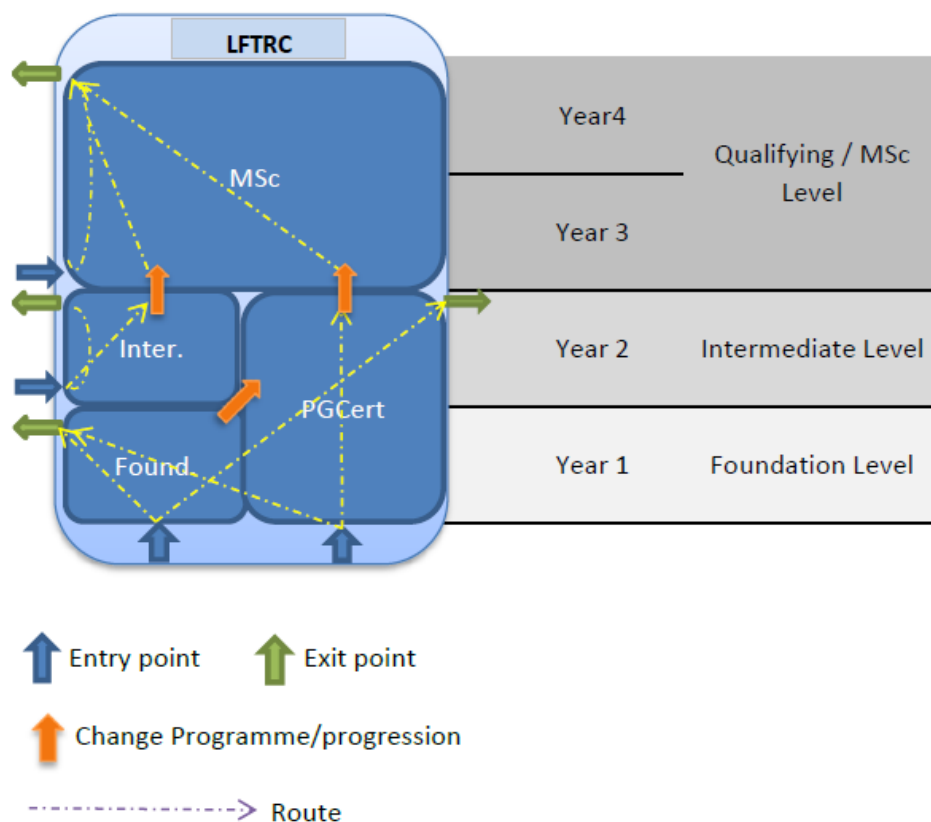 LFTRC
Year4
MSc
Qualifying / MSc
Level
Year 3
Inter.
Year 2
Intermediate Level
PGCert
Found.
Year 1
Foundation Level
Entry point
Exit point
Change Programme/progression
Route